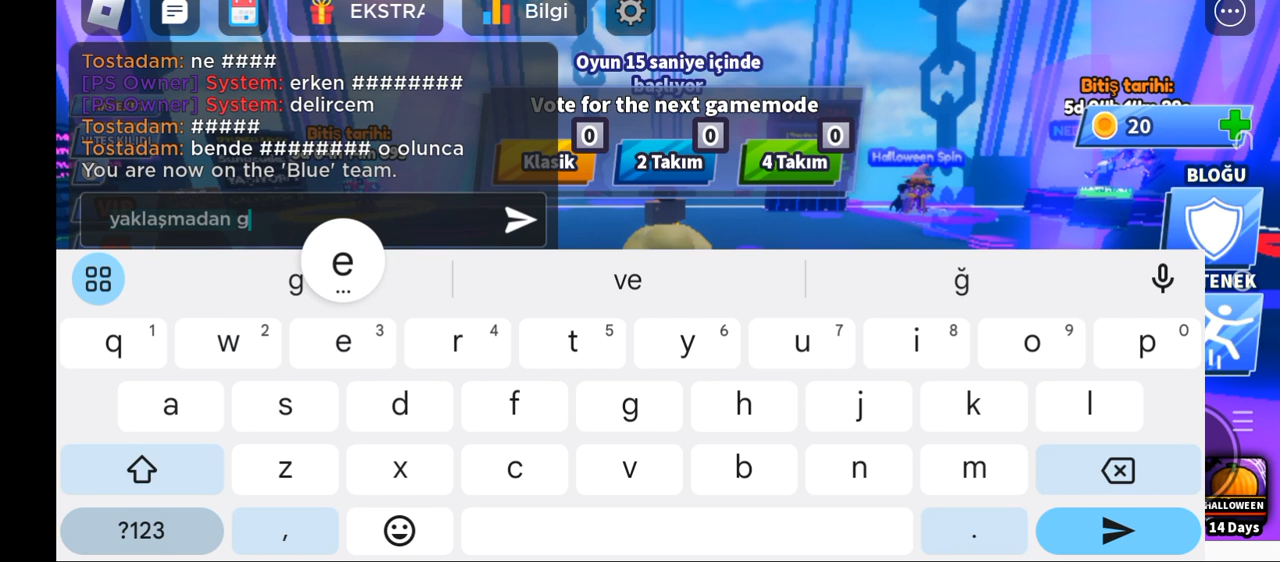 EKSTRA
Bilgi
Tostadam: ne ####
[PS Owner] System: erken ########
[PS Owner] System: delircem
Tostadam: #####
Tostadam: bende ######## o olunca
You are now on the 'Blue' team.
yaklaşmadan g
Oyun 15 saniye içinde
başlıyor
Vote for the next gamemode
0
0
0
Klasik
2 Takım
4 Takım
Halloween Spin
Bitiş tarihi:
Bitiş tarihi:
20
BLOĞU
TENEK
HALLOWEEN
14 Days
e
...
g
ve
ğ
q 1 w 2 e 3 r 4 t 5 y 6 u 7 i 8 o 9 p 0
a s d f g h j k l
z x c v b n m
?123 , .